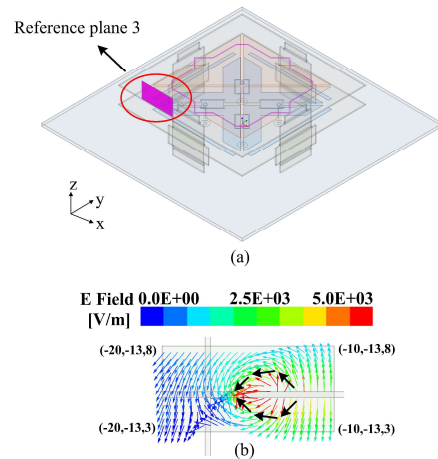 Reference plane 3
z
y
x
(a)
E Field 0.0E+00 2.5E+03 5.0E+03
[V/m]
(-20,-13,8) (-10,-13,8)
(-20,-13,3) (-10,-13,3)
(b)